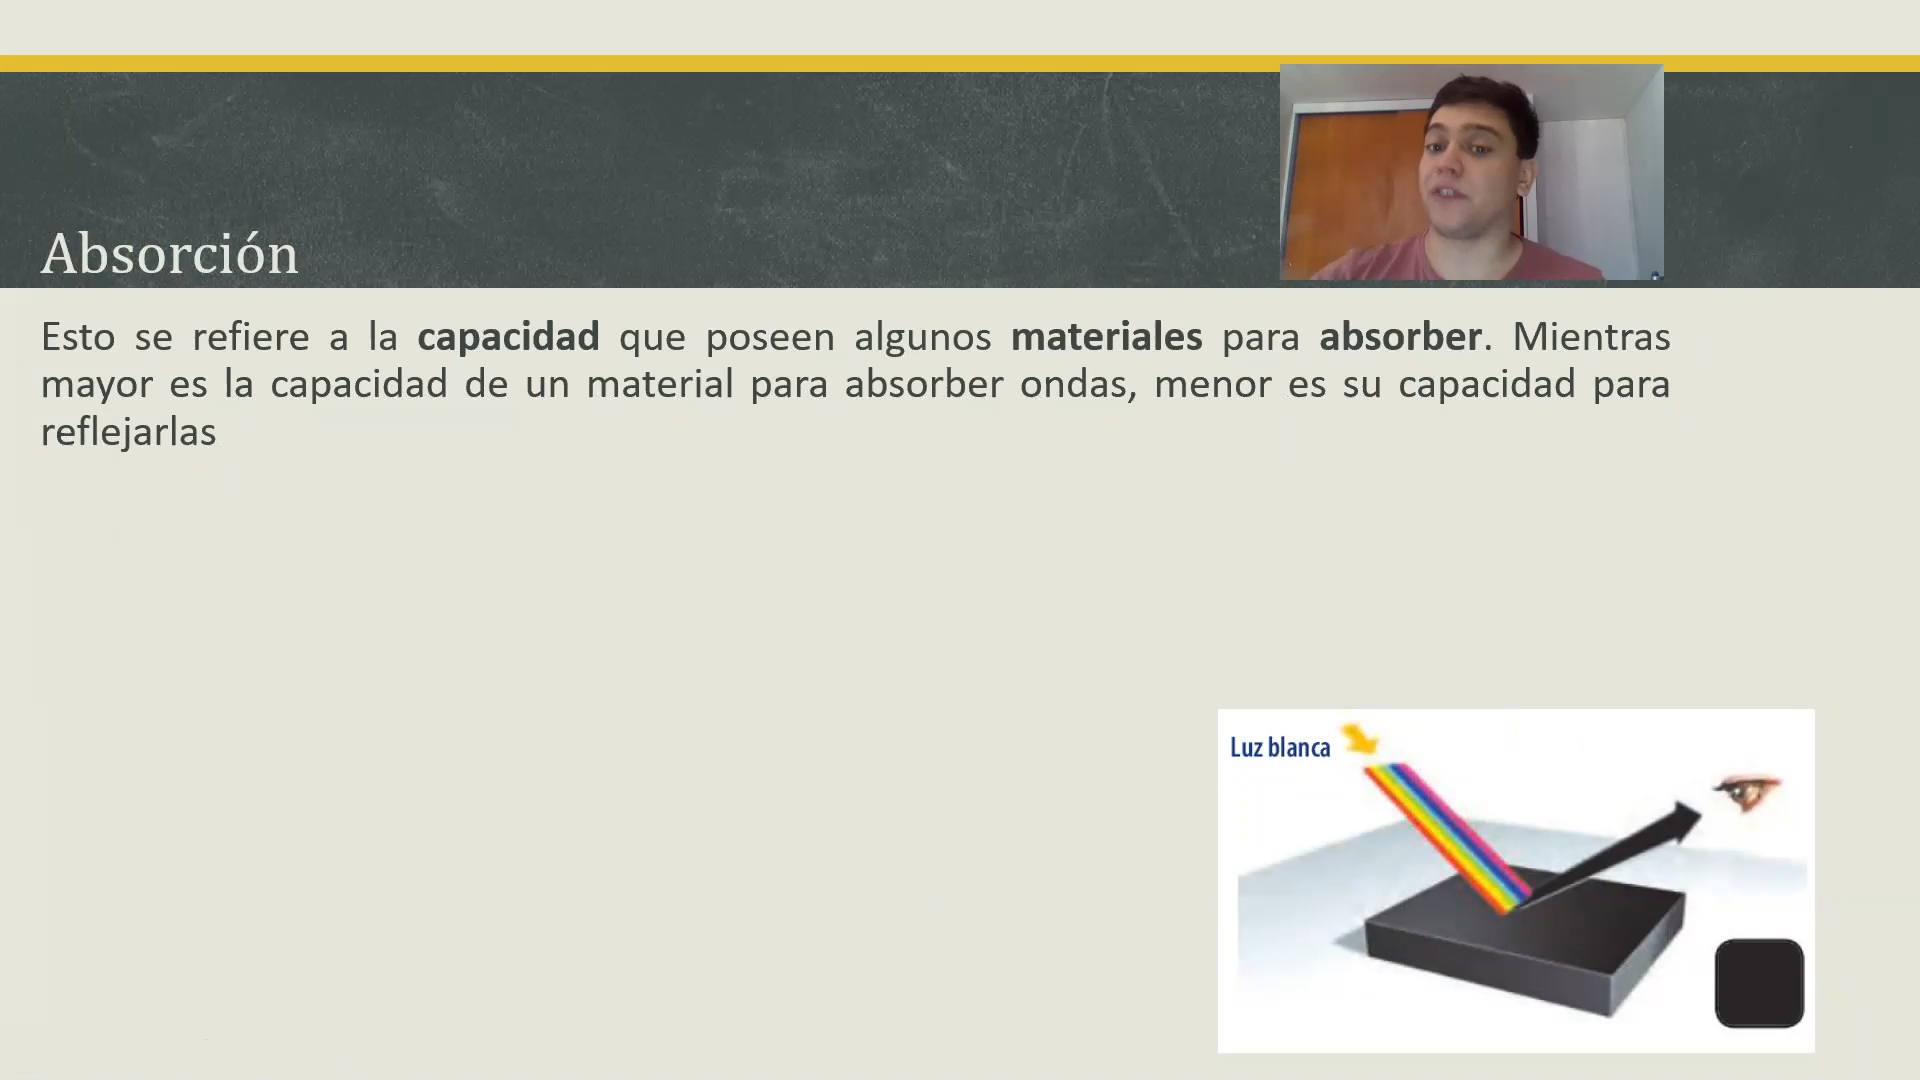 Absorción
Esto se refiere a la capacidad que poseen algunos materiales para absorber. Mientras
mayor es la capacidad de un material para absorber ondas, menor es su capacidad para
reflejarlas
Luz blanca